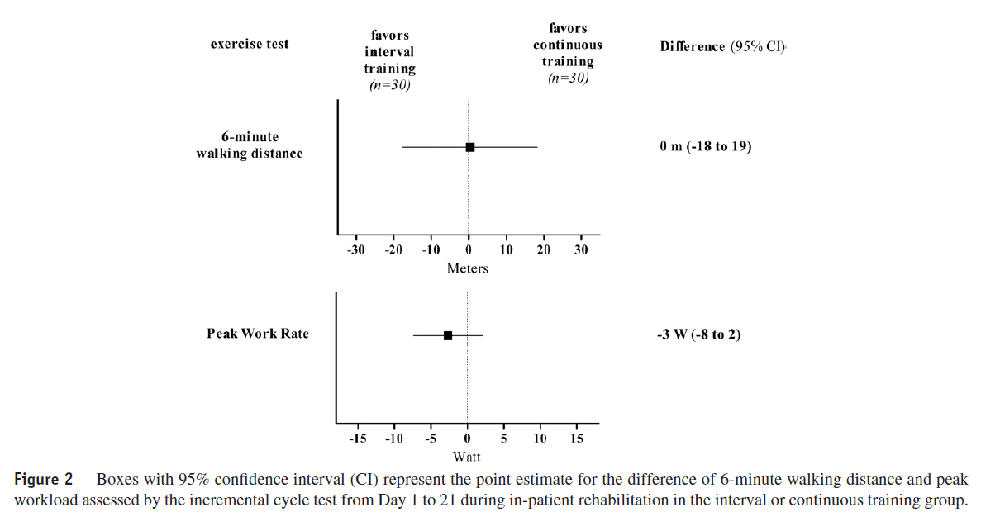 exercise test
favors
interval
training
(n=30)
favors
continuous
training
(n=30)
Difference (95% CI)
6-minute
walking distance
0 m (-18 to 19)
-30 -20 -10 0 10 20 30
Meters
Peak Work Rate
-3 W (-8 to 2)
-15 -10 -5 0 5 10 15
Watt
Figure 2 Boxes with 95% confidence interval (CI) represent the point estimate for the difference of 6-minute walking distance and peak
workload assessed by the incremental cycle test from Day 1 to 21 during in-patient rehabilitation in the interval or continuous training group.